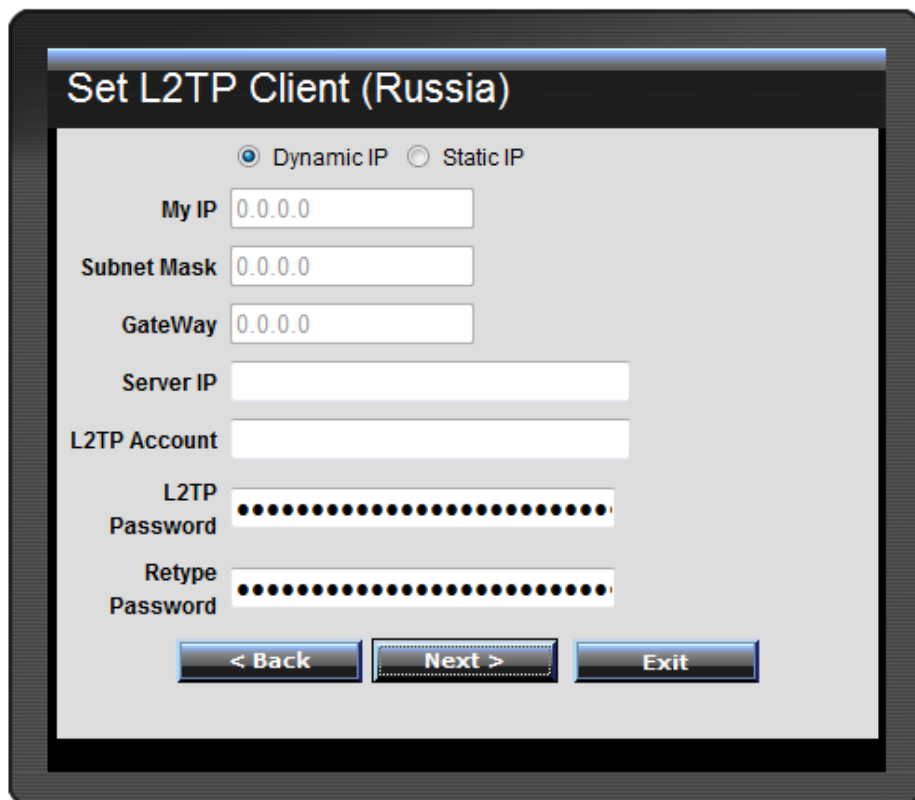 Set L2TP Client (Russia)
Dynamic IP Static IP
My IP 0.0.0.0
Subnet Mask 0.0.0.0
GateWay 0.0.0.0
Server IP
L2TP Account
L2TP
Password
Retype
Password
< Back Next > Exit